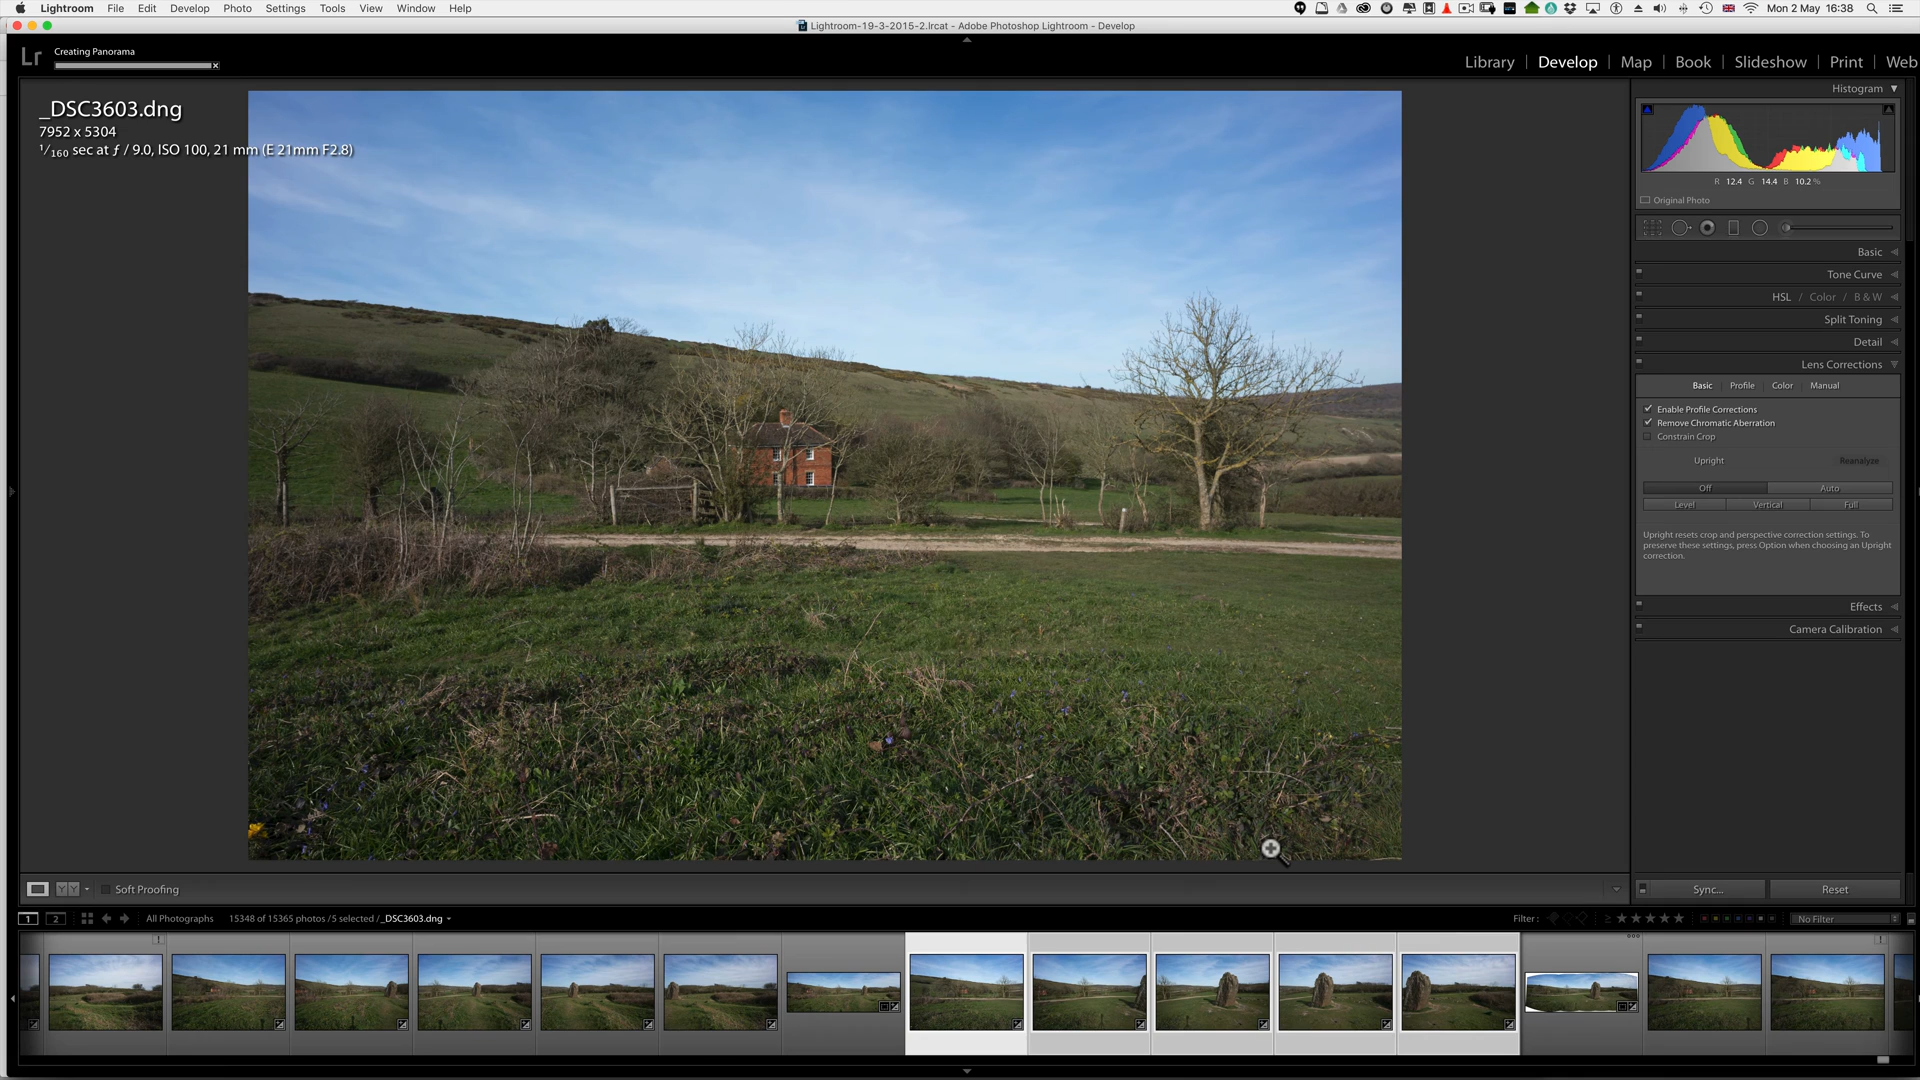 Lightroom File Edit Develop Photo Settings Tools View Window Help
Mon 2 May 16:38
Lightroom-19-3-2015-2.lrcat - Adobe Photoshop Lightroom - Develop
Lr
Creating Panorama
Library | Develop | Map | Book | Slideshow | Print | Web
_DSC3603.dng
7952 x 5304
1/160 sec at ƒ / 9.0, ISO 100, 21 mm (E 21mm F2.8)
Histogram
R 12.4 G 14.4 B 10.2 %
Original Photo
Basic
Tone Curve
HSL / Color / B & W
Split Toning
Detail
Lens Corrections
Basic Profile Color Manual
Enable Profile Corrections
Remove Chromatic Aberration
Constrain Crop
Upright Reanalyze
Off Auto
Level Vertical Full
Upright resets crop and perspective correction settings. To
preserve these settings, press Option when choosing an Upright
correction.
Effects
Camera Calibration
Y Y Soft Proofing
Sync... Reset
1 2 All Photographs 15348 of 15365 photos /5 selected /_DSC3603.dng
Filter : ≥ ★★★★★ No Filter